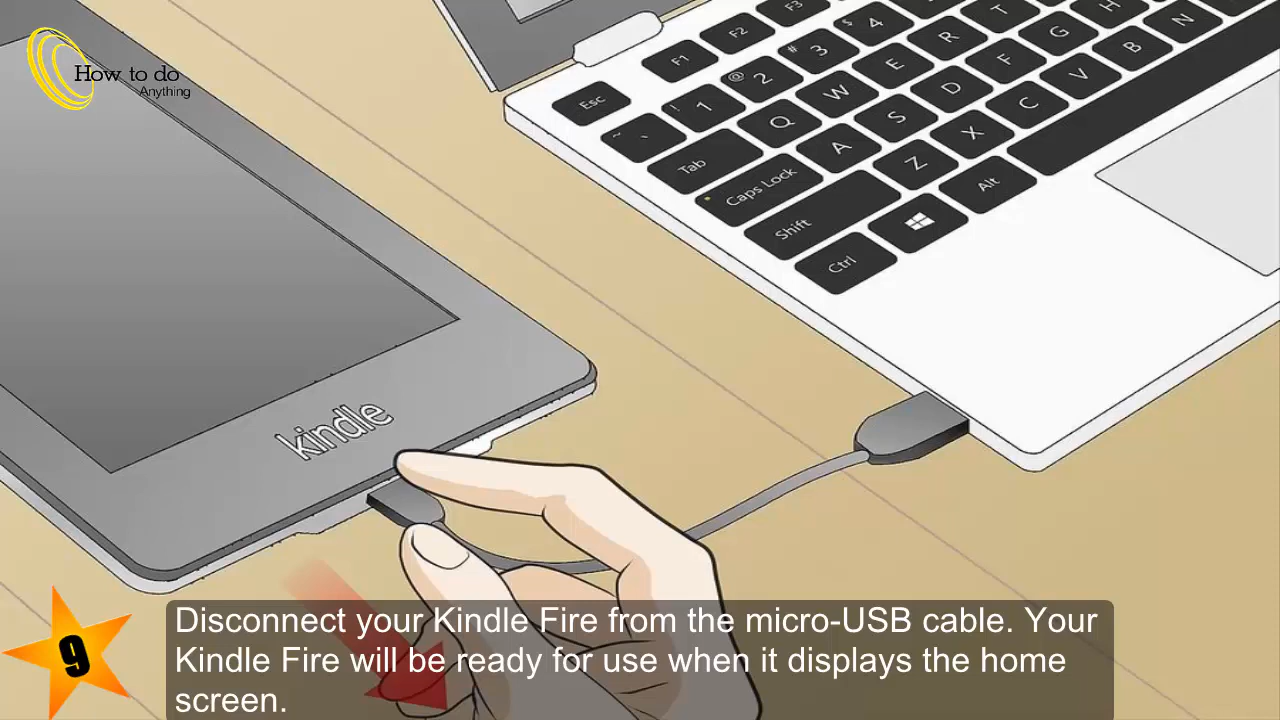 How to do
Anything
Esc
F1
F2
F3
~ `
! 1
@ 2
# 3
$ 4
Tab
Q
W
E
R
T
Caps Lock
A
S
D
F
G
H
Shift
Z
X
C
V
B
N
Ctrl
Alt
kindle
9
Disconnect your Kindle Fire from the micro-USB cable. Your
Kindle Fire will be ready for use when it displays the home
screen.